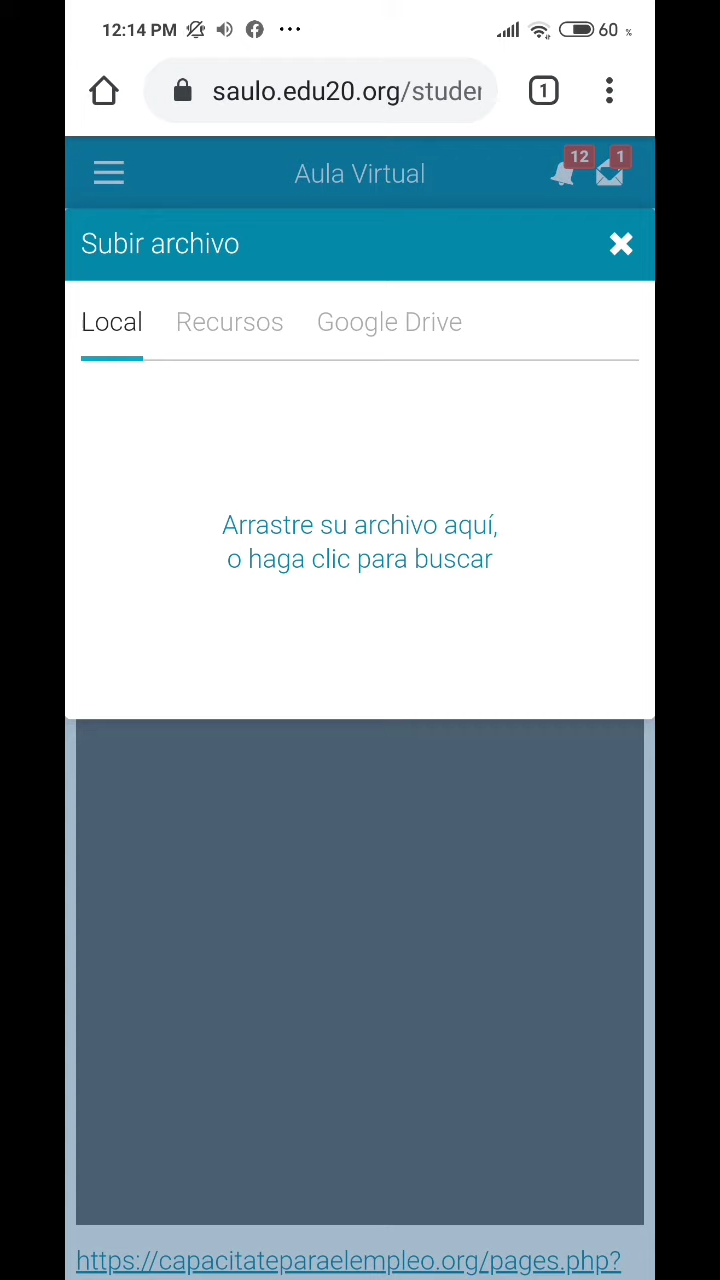 12:14 PM 60 %
saulo.edu20.org/studer
1
Aula Virtual
12
1
Subir archivo
Local Recursos Google Drive
Arrastre su archivo aquí,
o haga clic para buscar
https://capacitateparaelempleo.org/pages.php?